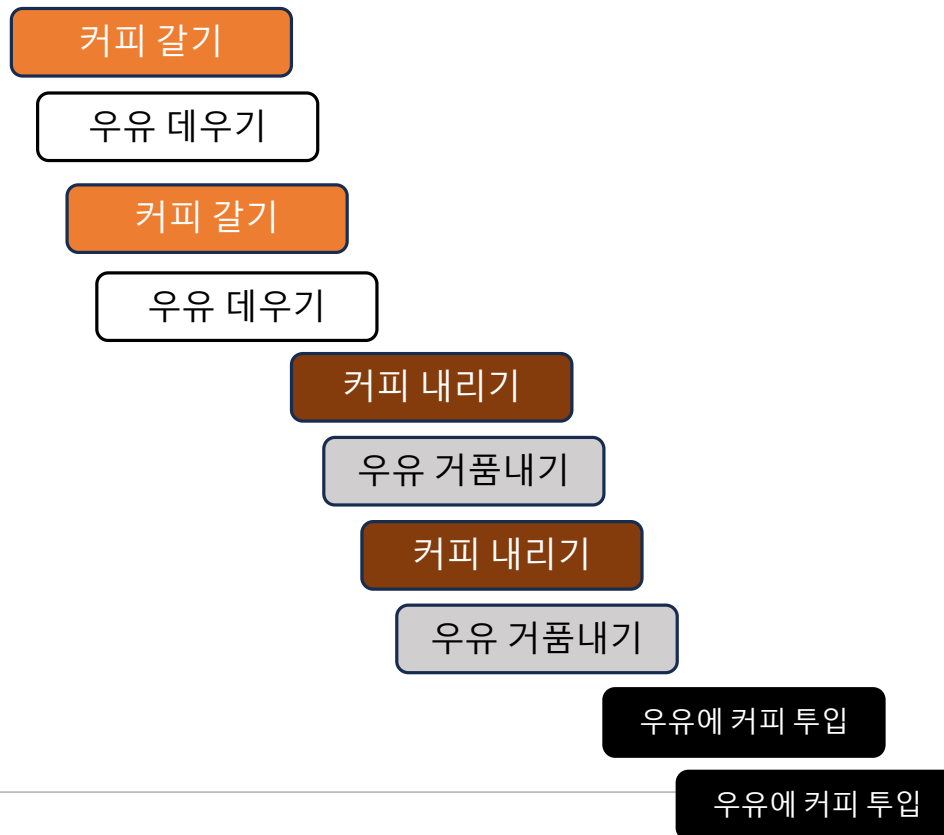 커피 갈기
우유 데우기
커피 갈기
우유 데우기
커피 내리기
우유 거품내기
커피 내리기
우유 거품내기
우유에 커피 투입
우유에 커피 투입